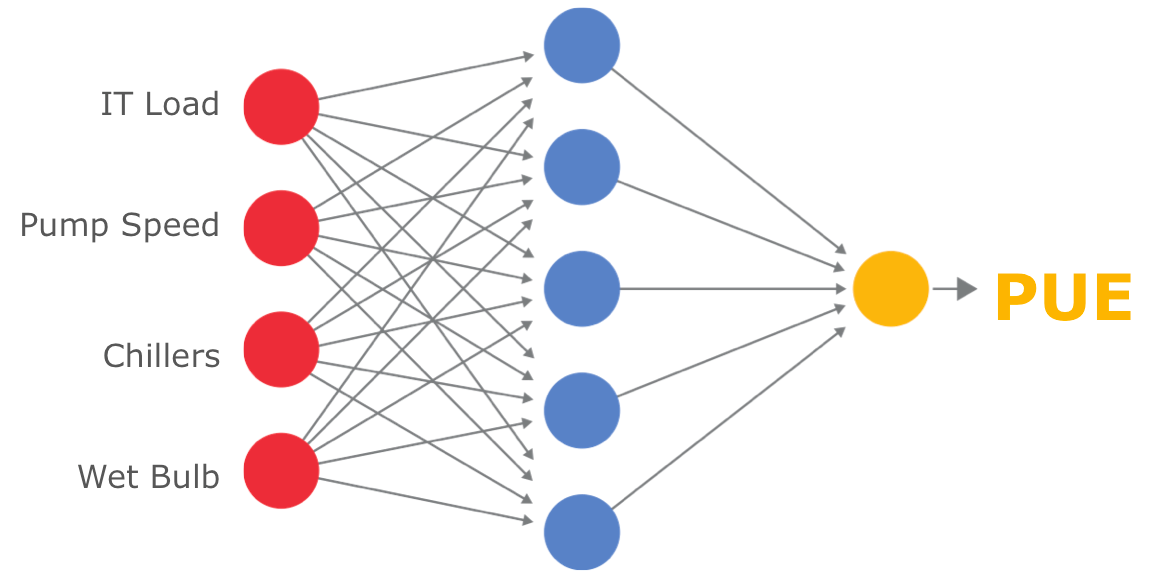 IT Load
Pump Speed
Chillers
Wet Bulb
PUE